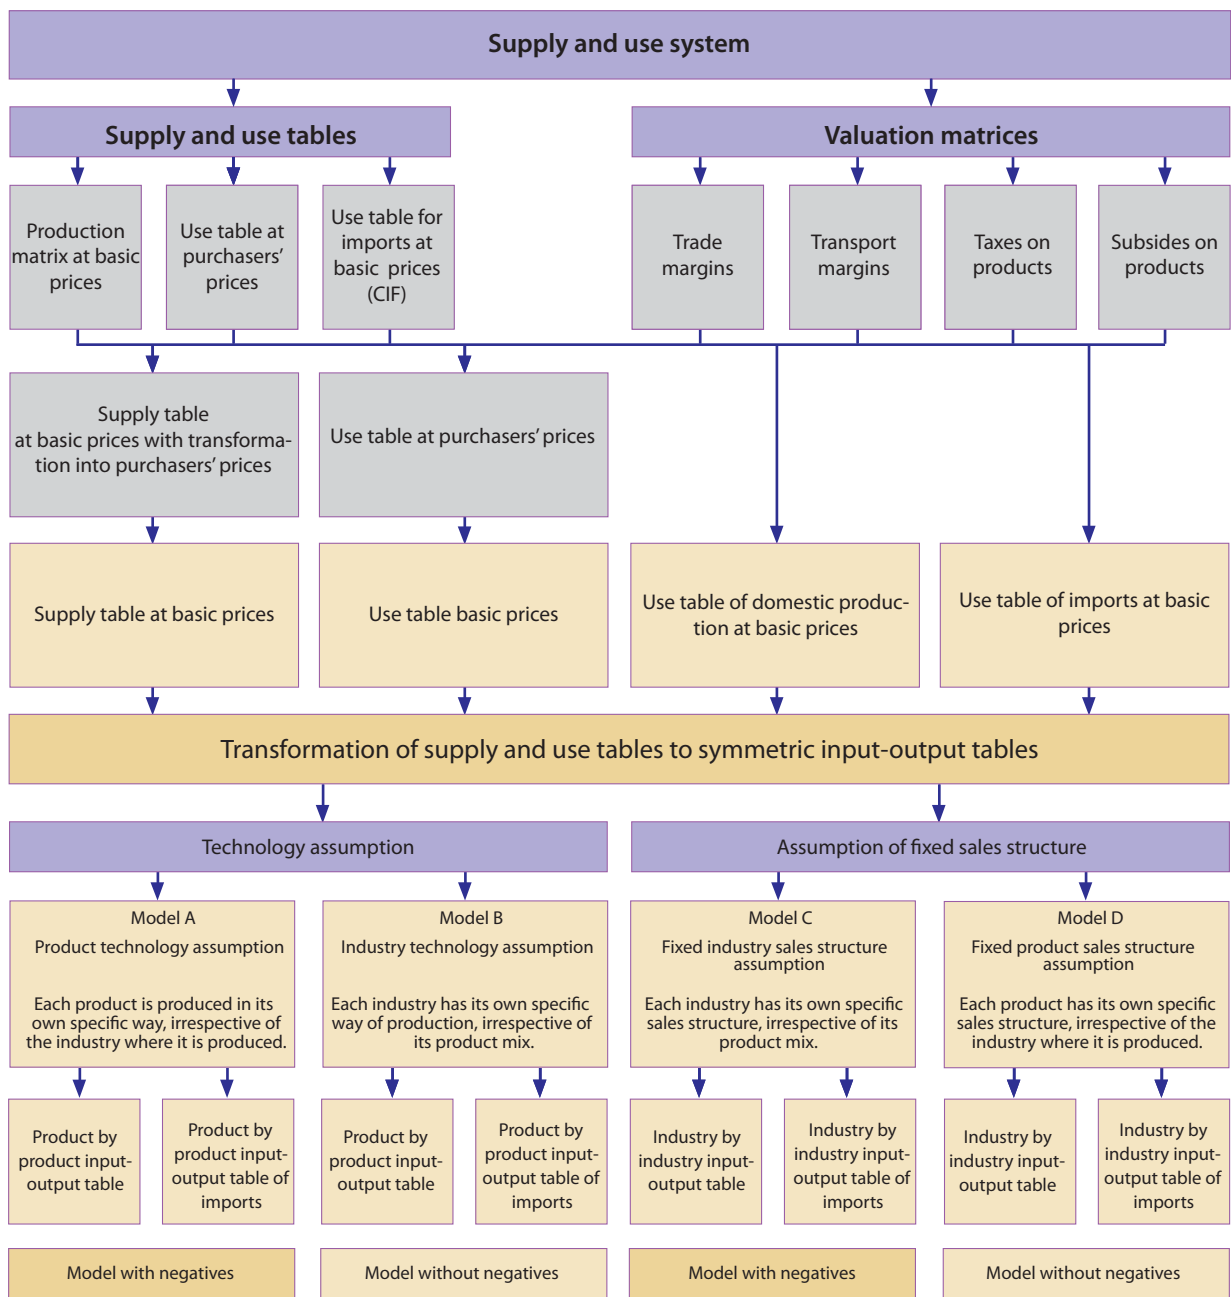 Supply and use system
Supply and use tables
Valuation matrices
Production
matrix at basic
prices
Use table at
purchasers’
prices
Use table for
imports at
basic prices
(CIF)
Trade
margins
Transport
margins
Taxes on
products
Subsides on
products
Supply table
at basic prices with transforma-
tion into purchasers’ prices
Use table at purchasers’ prices
Supply table at basic prices
Use table basic prices
Use table of domestic produc-
tion at basic prices
Use table of imports at basic
prices
Transformation of supply and use tables to symmetric input-output tables
Technology assumption
Assumption of fixed sales structure
Model A
Product technology assumption
Each product is produced in its
own specific way, irrespective of
the industry where it is produced.
Model B
Industry technology assumption
Each industry has its own specific
way of production, irrespective of
its product mix.
Model C
Fixed industry sales structure
assumption
Each industry has its own specific
sales structure, irrespective of its
product mix.
Model D
Fixed product sales structure
assumption
Each product has its own specific
sales structure, irrespective of the
industry where it is produced.
Product by
product input-
output table
Product by
product input-
output table of
imports
Product by
product input-
output table
Product by
product input-
output table of
imports
Industry by
industry input-
output table
Industry by
industry input-
output table of
imports
Industry by
industry input-
output table
Industry by
industry input-
output table of
imports
Model with negatives
Model without negatives
Model with negatives
Model without negatives